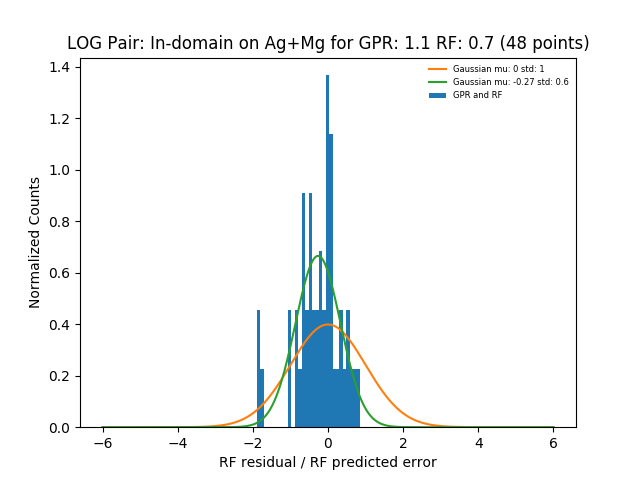 LOG Pair: In-domain on Ag+Mg for GPR: 1.1 RF: 0.7 (48 points)
Gaussian mu: 0 std: 1
Gaussian mu: -0.27 std: 0.6
GPR and RF
Normalized Counts
1.4
1.2
1.0
0.8
0.6
0.4
0.2
0.0
−6 −4 −2 0 2 4 6
RF residual / RF predicted error